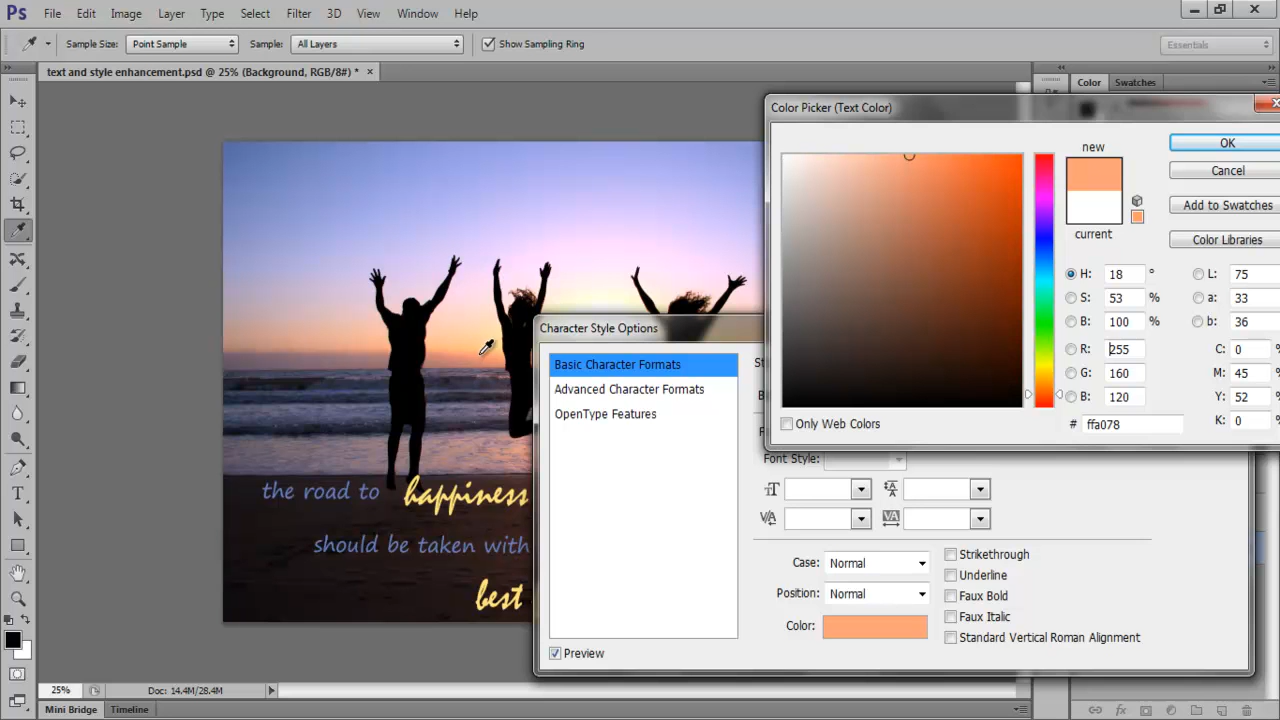 Ps File Edit Image Layer Type Select Filter 3D View Window Help
Sample Size: Point Sample Sample: All Layers Show Sampling Ring Essentials
text and style enhancement.psd @ 25% (Background, RGB/8#) * ×
Color Swatches
Color Picker (Text Color)
new
current
OK
Cancel
Add to Swatches
Color Libraries
H: 18 ° L: 75
S: 53 % a: 33
B: 100 % b: 36
R: 255 C: 0 %
G: 160 M: 45
B: 120 Y: 52
# ffa078 K: 0
Only Web Colors
Character Style Options
Basic Character Formats
Advanced Character Formats
OpenType Features
Font Style:
Case: Normal
Position: Normal
Color:
Strikethrough
Underline
Faux Bold
Faux Italic
Standard Vertical Roman Alignment
Preview
the road to happiness
should be taken with
best
25% Doc: 14.4M/28.4M
Mini Bridge Timeline